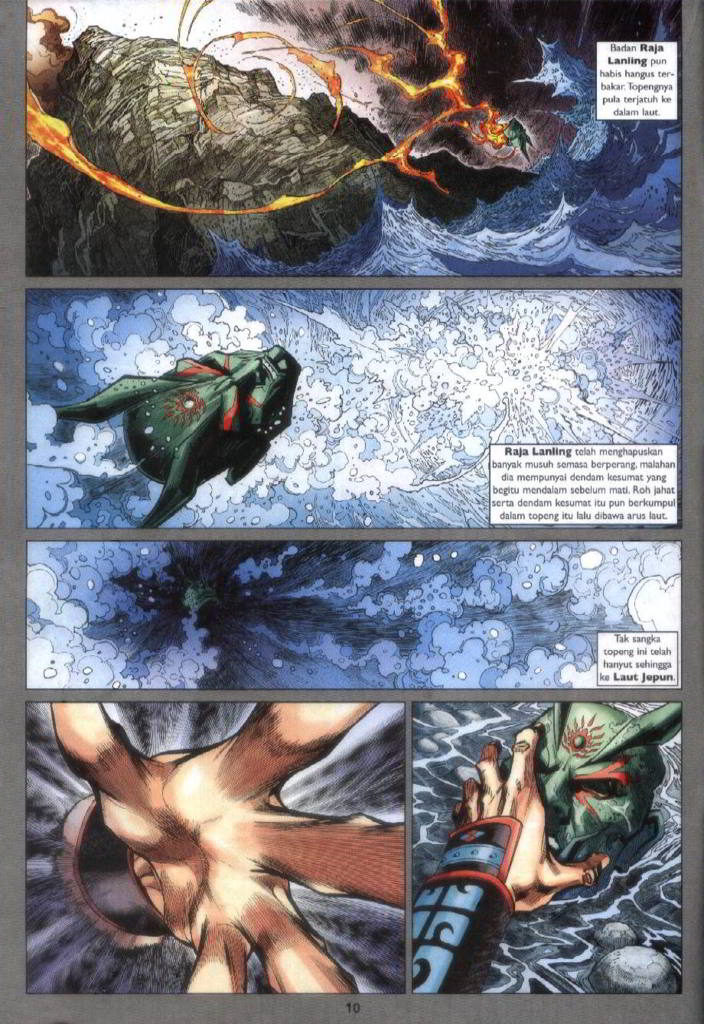 Badan Raja
Lanling pun
habis hangus ter-
bakar. Topengnya
pula terjatuh ke
dalam laut.
Raja Lanling telah menghapuskan
banyak musuh semasa berperang, malahan
dia mempunyai dendam kesumat yang
begitu mendalam sebelum mati. Roh jahat
serta dendam kesumat itu pun berkumpul
dalam topeng itu lalu dibawa arus laut.
Tak sangka
topeng ini telah
hanyut sehingga
ke Laut Jepun.
10